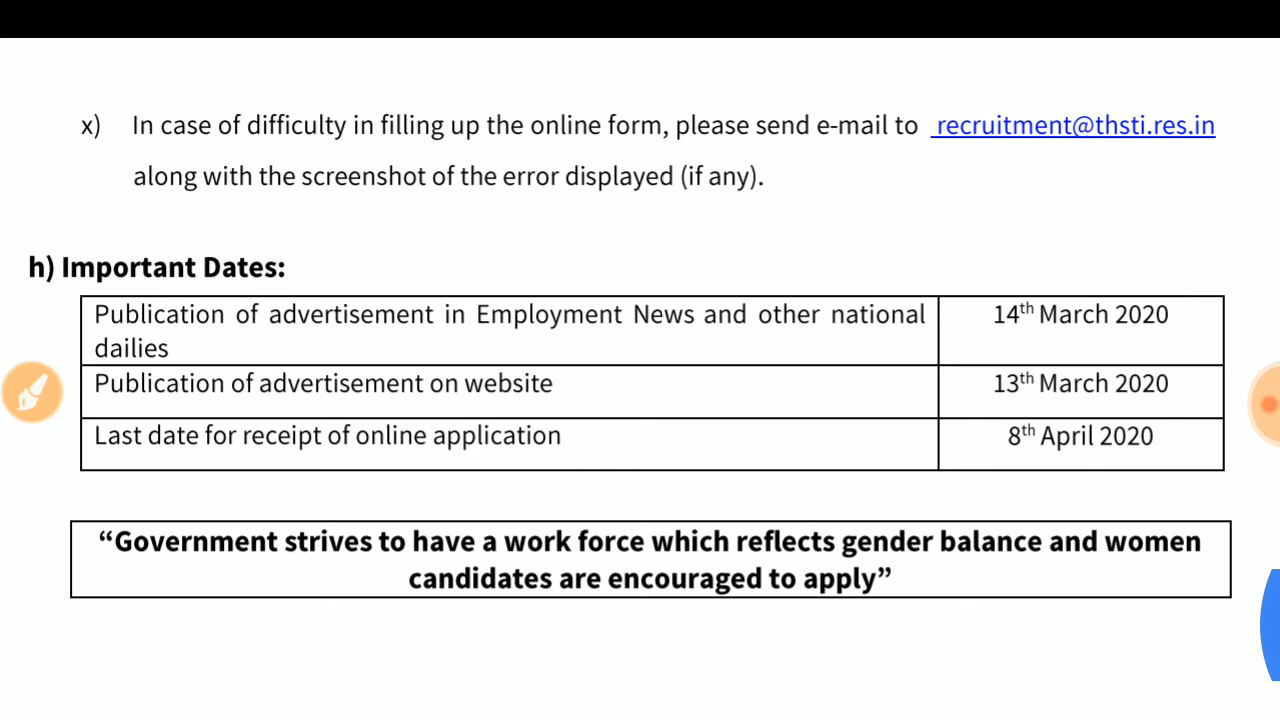 x) In case of difficulty in filling up the online form, please send e-mail to recruitment@thsti.res.in
along with the screenshot of the error displayed (if any).
h) Important Dates:
Publication of advertisement in Employment News and other national 14th March 2020
dailies
Publication of advertisement on website 13th March 2020
Last date for receipt of online application 8th April 2020
“Government strives to have a work force which reflects gender balance and women
candidates are encouraged to apply”